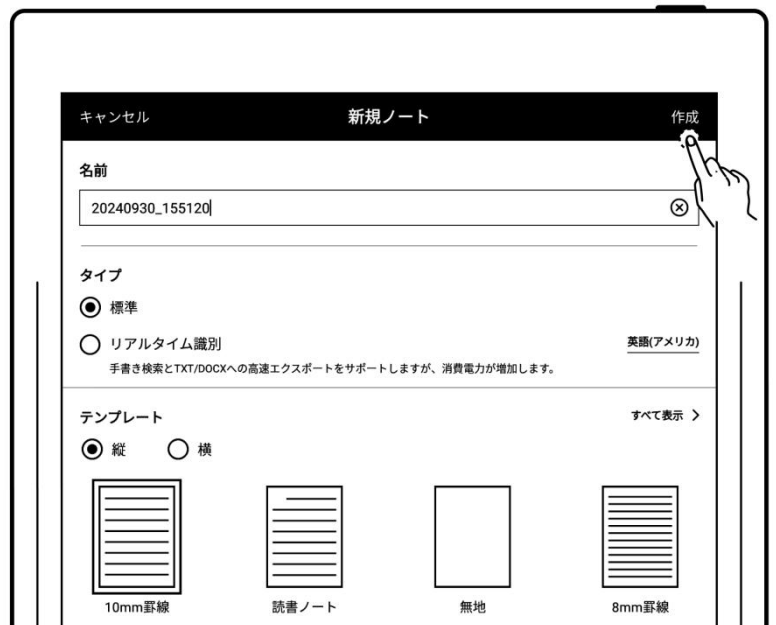 キャンセル 新規ノート 作成
名前
20240930_155120
タイプ
標準
リアルタイム識別 英語(アメリカ)
手書き検索とTXT/DOCXへの高速エクスポートをサポートしますが、消費電力が増加します。
テンプレート すべて表示
縦 横
10mm罫線 読書ノート 無地 8mm罫線